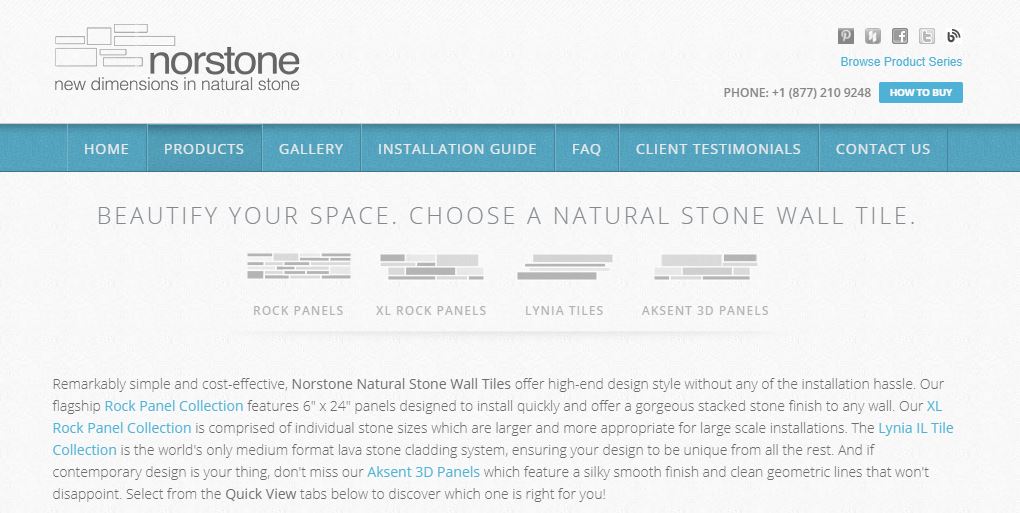 norstone
new dimensions in natural stone
Browse Product Series
PHONE: +1 (877) 210 9248 HOW TO BUY
HOME PRODUCTS GALLERY INSTALLATION GUIDE FAQ CLIENT TESTIMONIALS CONTACT US
BEAUTIFY YOUR SPACE. CHOOSE A NATURAL STONE WALL TILE.
ROCK PANELS XL ROCK PANELS LYNIA TILES AKSENT 3D PANELS
Remarkably simple and cost-effective, Norstone Natural Stone Wall Tiles offer high-end design style without any of the installation hassle. Our
flagship Rock Panel Collection features 6" x 24" panels designed to install quickly and offer a gorgeous stacked stone finish to any wall. Our XL
Rock Panel Collection is comprised of individual stone sizes which are larger and more appropriate for large scale installations. The Lynia IL Tile
Collection is the world's only medium format lava stone cladding system, ensuring your design to be unique from all the rest. And if
contemporary design is your thing, don't miss our Aksent 3D Panels which feature a silky smooth finish and clean geometric lines that won't
disappoint. Select from the Quick View tabs below to discover which one is right for you!